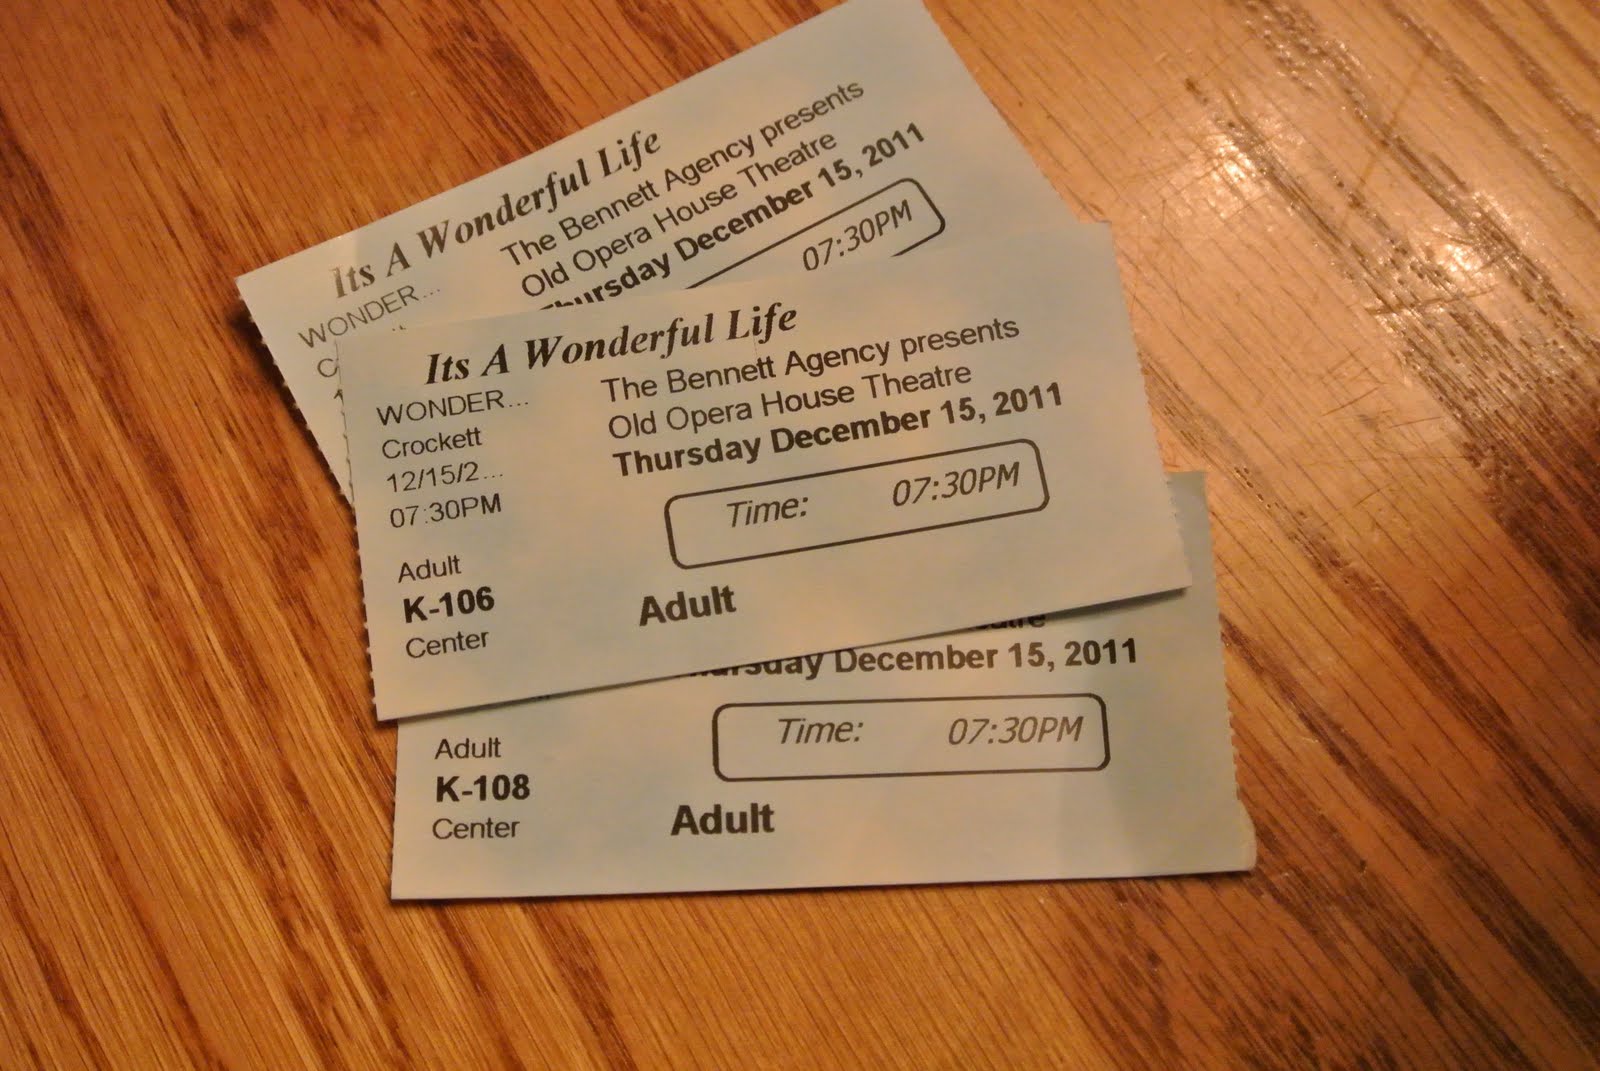 Its A Wonderful Life
The Bennett Agency presents
Old Opera House Theatre
Thursday December 15, 2011
07:30PM
WONDER...
Its A Wonderful Life
The Bennett Agency presents
Old Opera House Theatre
Thursday December 15, 2011
Time: 07:30PM
Adult
WONDER...
Crockett
12/15/2...
07:30PM
Adult
K-106
Center
December 15, 2011
Time: 07:30PM
Adult
Adult
K-108
Center